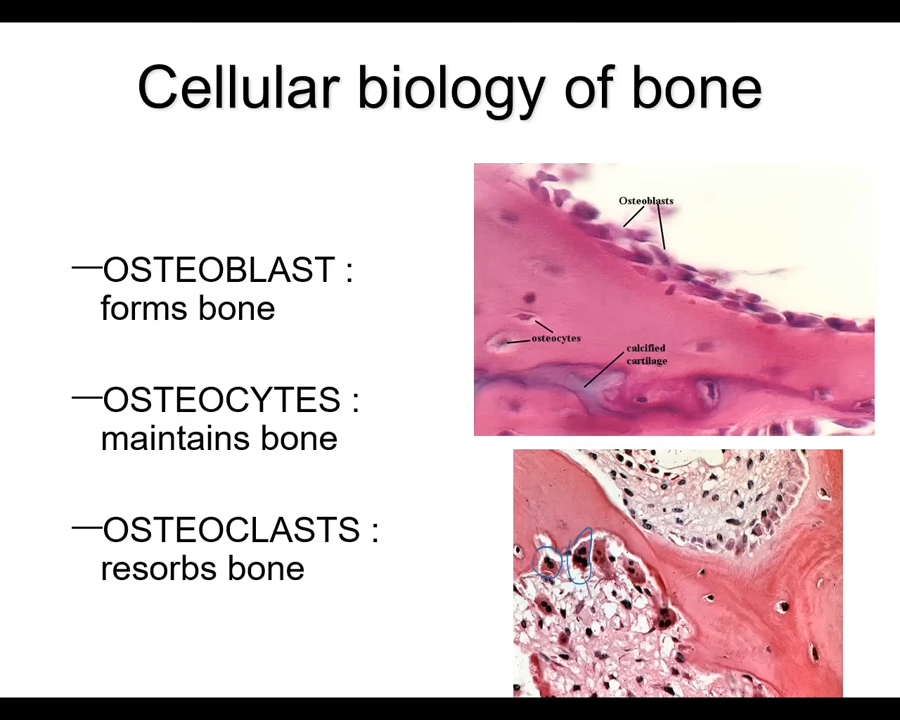 Cellular biology of bone
—OSTEOBLAST :
forms bone
—OSTEOCYTES :
maintains bone
—OSTEOCLASTS :
resorbs bone
Osteoblasts
osteocytes
calcified
cartilage